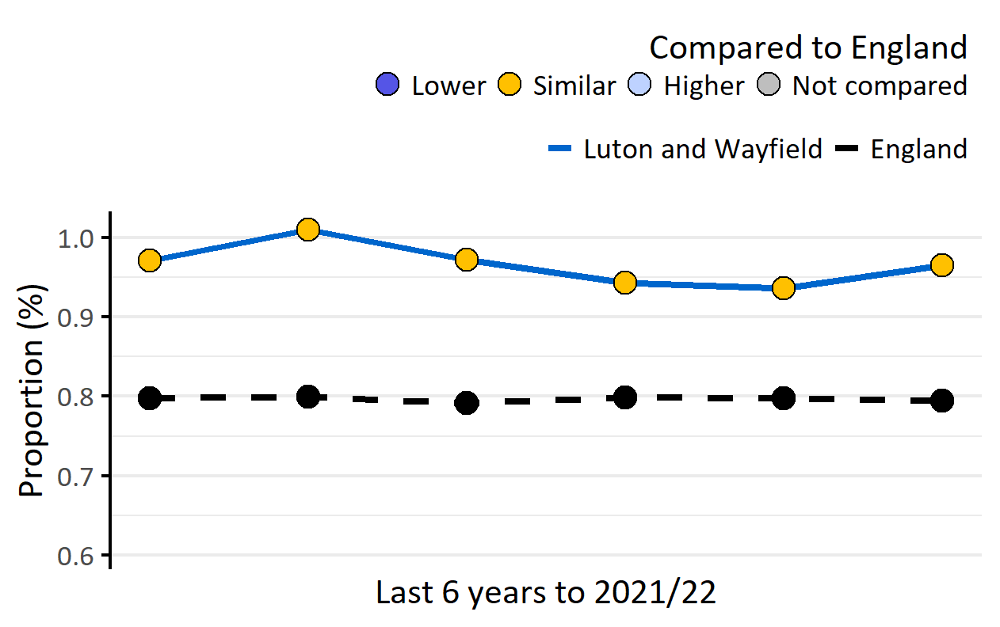 Compared to England
Lower Similar Higher Not compared
Luton and Wayfield England
1.0
0.9
0.8
0.7
0.6
Proportion (%)
Last 6 years to 2021/22